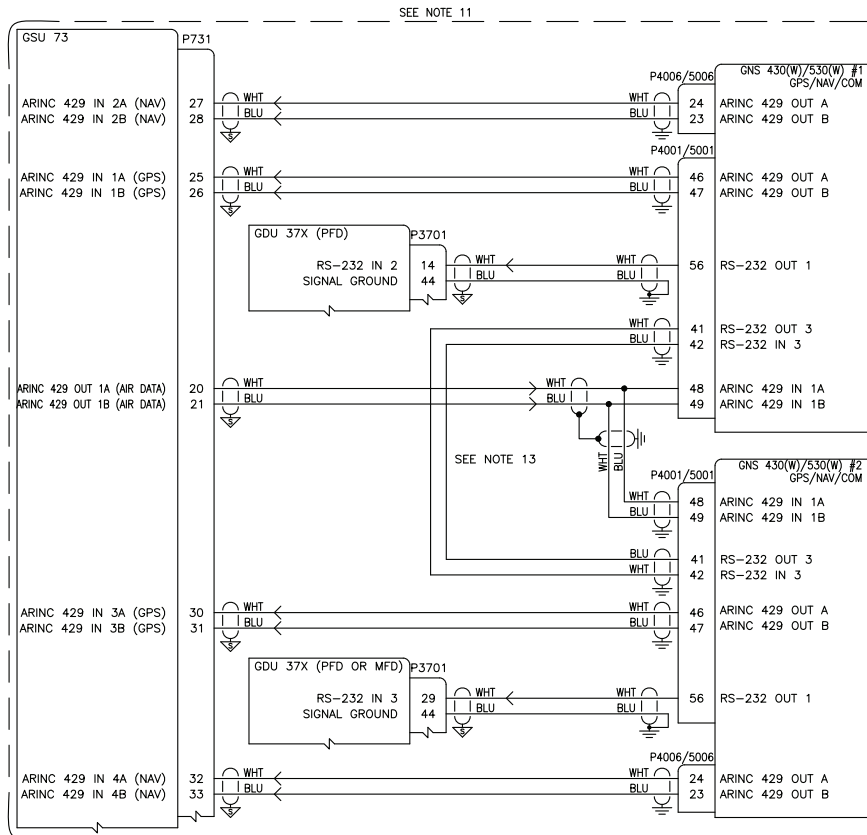 SEE NOTE 11
GSU 73
P731
GNS 430(W)/530(W) #1
GPS/NAV/COM
P4006/5006
ARINC 429 IN 2A (NAV) 27 WHT WHT 24 ARINC 429 OUT A
ARINC 429 IN 2B (NAV) 28 BLU BLU 23 ARINC 429 OUT B
S
P4001/5001
ARINC 429 IN 1A (GPS) 25 WHT WHT 46 ARINC 429 OUT A
ARINC 429 IN 1B (GPS) 26 BLU BLU 47 ARINC 429 OUT B
S
GDU 37X (PFD) P3701
RS-232 IN 2 14 WHT WHT 56 RS-232 OUT 1
SIGNAL GROUND 44 BLU BLU
S
WHT 41 RS-232 OUT 3
BLU 42 RS-232 IN 3
ARINC 429 OUT 1A (AIR DATA) 20 WHT WHT 48 ARINC 429 IN 1A
ARINC 429 OUT 1B (AIR DATA) 21 BLU BLU 49 ARINC 429 IN 1B
S
SEE NOTE 13
WHT
BLU
GNS 430(W)/530(W) #2
GPS/NAV/COM
P4001/5001
WHT 48 ARINC 429 IN 1A
BLU 49 ARINC 429 IN 1B
BLU 41 RS-232 OUT 3
WHT 42 RS-232 IN 3
ARINC 429 IN 3A (GPS) 30 WHT WHT 46 ARINC 429 OUT A
ARINC 429 IN 3B (GPS) 31 BLU BLU 47 ARINC 429 OUT B
S
GDU 37X (PFD OR MFD) P3701
RS-232 IN 3 29 WHT WHT 56 RS-232 OUT 1
SIGNAL GROUND 44 BLU BLU
S
P4006/5006
ARINC 429 IN 4A (NAV) 32 WHT WHT 24 ARINC 429 OUT A
ARINC 429 IN 4B (NAV) 33 BLU BLU 23 ARINC 429 OUT B
S